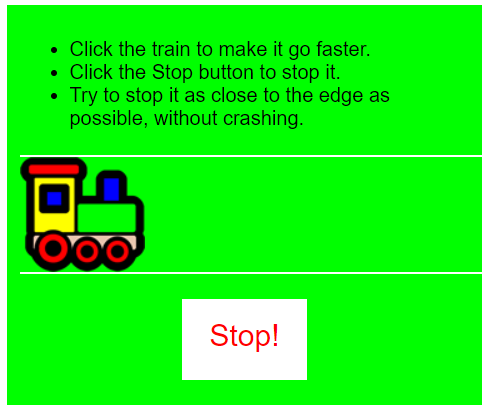 Click the train to make it go faster.
Click the Stop button to stop it.
Try to stop it as close to the edge as
possible, without crashing.
Stop!